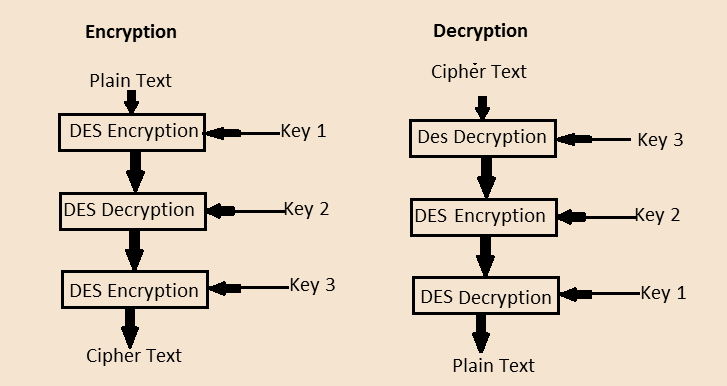 Encryption
Plain Text
DES Encryption
Key 1
DES Decryption
Key 2
DES Encryption
Key 3
Cipher Text
Decryption
Cipher Text
Des Decryption
Key 3
DES Encryption
Key 2
DES Decryption
Key 1
Plain Text